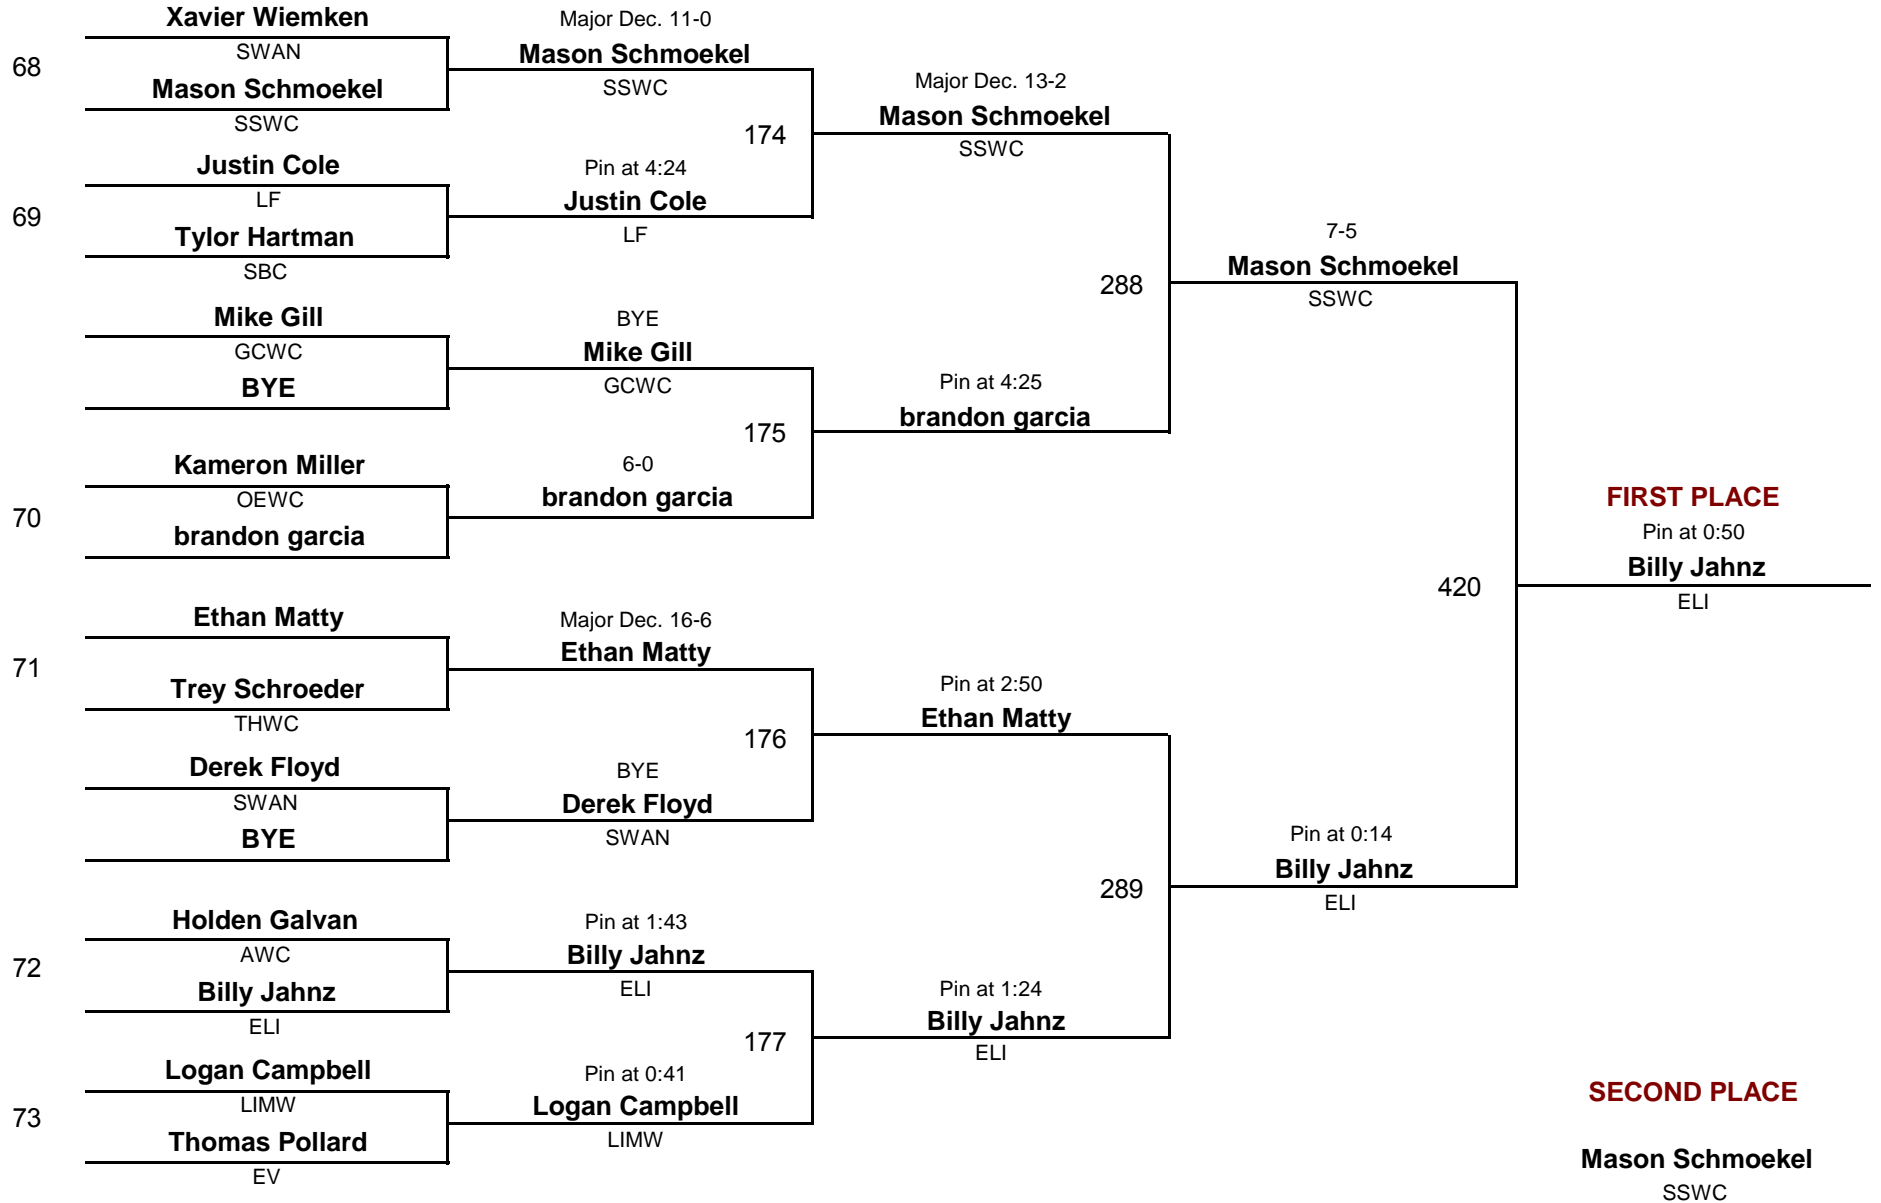 Xavier Wiemken
SWAN
68
Mason Schmoekel
SSWC
Justin Cole
LF
69
Tylor Hartman
SBC
Mike Gill
GCWC
BYE
Kameron Miller
OEWC
70
brandon garcia
Ethan Matty
71
Trey Schroeder
THWC
Derek Floyd
SWAN
BYE
Holden Galvan
AWC
72
Billy Jahnz
ELI
Logan Campbell
LIMW
73
Thomas Pollard
EV
Major Dec. 11-0
Mason Schmoekel
SSWC
174
Pin at 4:24
Justin Cole
LF
BYE
Mike Gill
GCWC
175
6-0
brandon garcia
Major Dec. 16-6
Ethan Matty
176
BYE
Derek Floyd
SWAN
Pin at 1:43
Billy Jahnz
ELI
177
Pin at 0:41
Logan Campbell
LIMW
Major Dec. 13-2
Mason Schmoekel
SSWC
288
Pin at 4:25
brandon garcia
Pin at 2:50
Ethan Matty
289
Pin at 1:24
Billy Jahnz
ELI
7-5
Mason Schmoekel
SSWC
420
Pin at 0:14
Billy Jahnz
ELI
FIRST PLACE
Pin at 0:50
Billy Jahnz
ELI
SECOND PLACE
Mason Schmoekel
SSWC